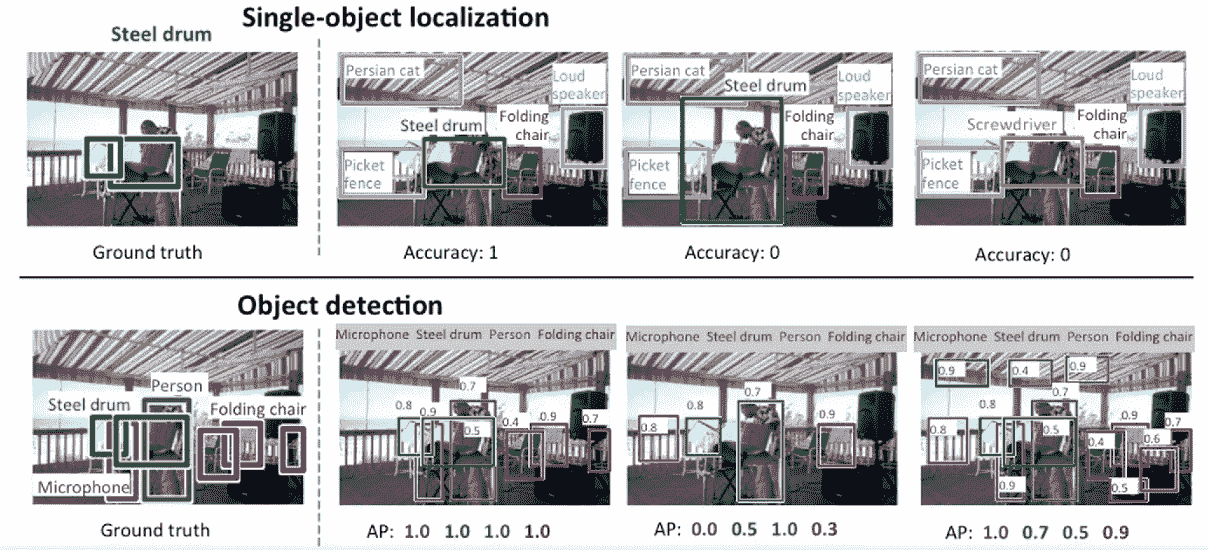 Single-object localization
Steel drum
Persian cat
Loud
speaker
Steel drum
Folding
chair
Picket
fence
Persian cat
Steel drum
Loud
speaker
Folding
chair
Picket
fence
Persian cat
Loud
speaker
Screwdriver
Folding
chair
Picket
fence
Ground truth
Accuracy: 1
Accuracy: 0
Accuracy: 0
Object detection
Person
Steel drum
Folding chair
Microphone
Microphone Steel drum Person Folding chair
0.7
0.8
0.9
0.5
0.4
0.9
0.7
Microphone Steel drum Person Folding chair
0.7
0.8
0.8
0.9
Microphone Steel drum Person Folding chair
0.9
0.4
0.9
0.7
0.8
0.8
0.9
0.5
0.9
0.4
0.6
0.7
0.9
0.5
Ground truth
AP: 1.0 1.0 1.0 1.0
AP: 0.0 0.5 1.0 0.3
AP: 1.0 0.7 0.5 0.9